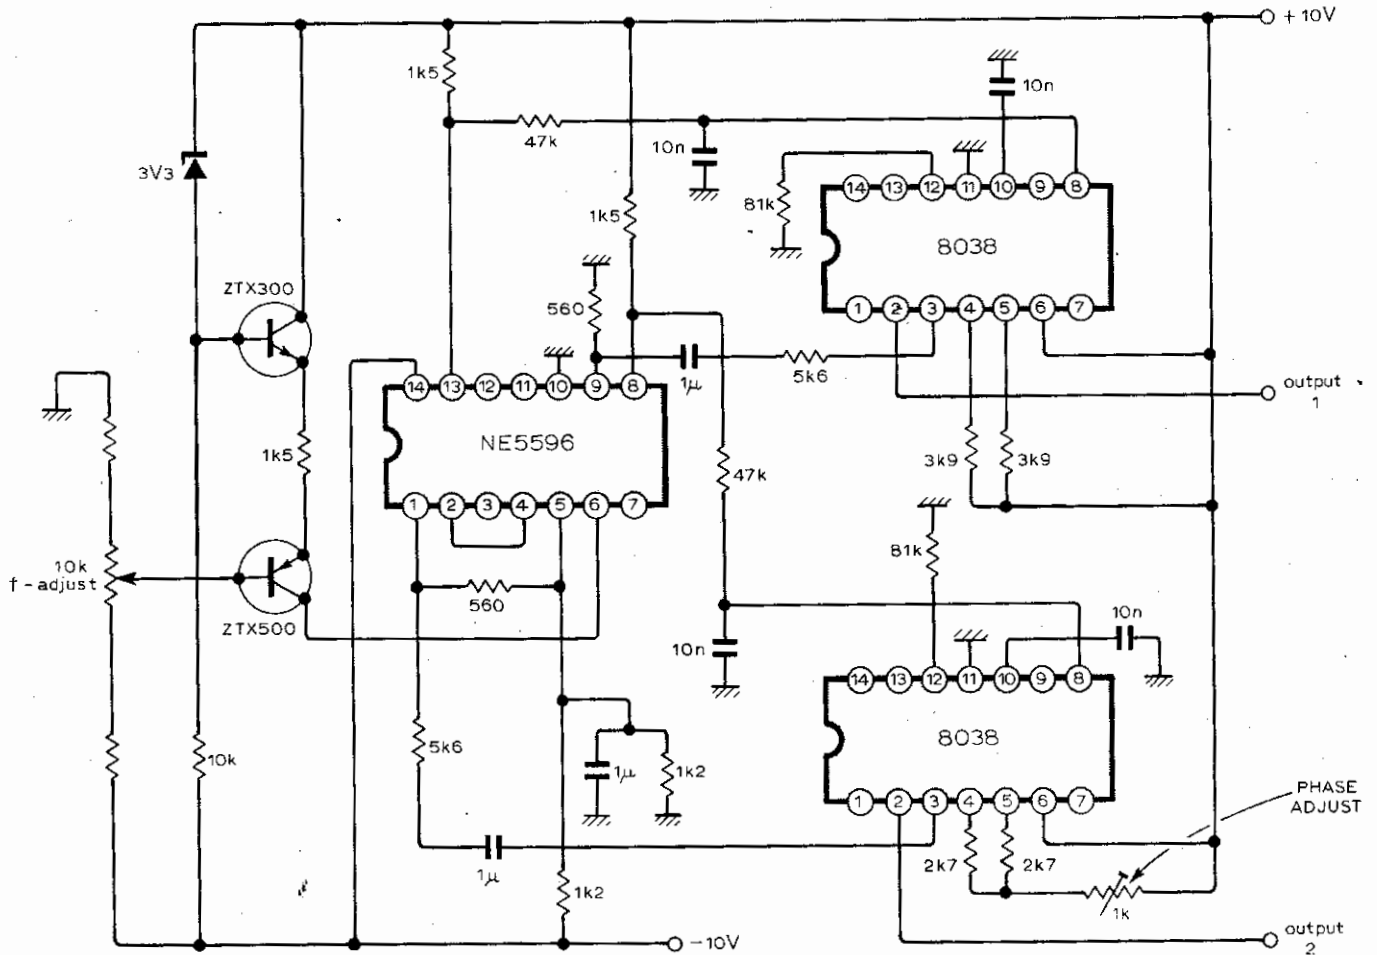 +10V
1k5
10n
47k
10n
3V3
14 13 12 11 10 9 8
81k
1k5
8038
ZTX300
560
1 2 3 4 5 6 7
1µ
5k6
output
1
14 13 12 11 10 9 8
NE5596
1k5
3k9
3k9
47k
1 2 3 4 5 6 7
81k
10k
f-adjust
560
ZTX500
10n
10n
14 13 12 11 10 9 8
8038
5k6
10k
1µ
1k2
PHASE
ADJUST
1 2 3 4 5 6 7
2k7
2k7
1µ
1k2
1k
-10V
output
2